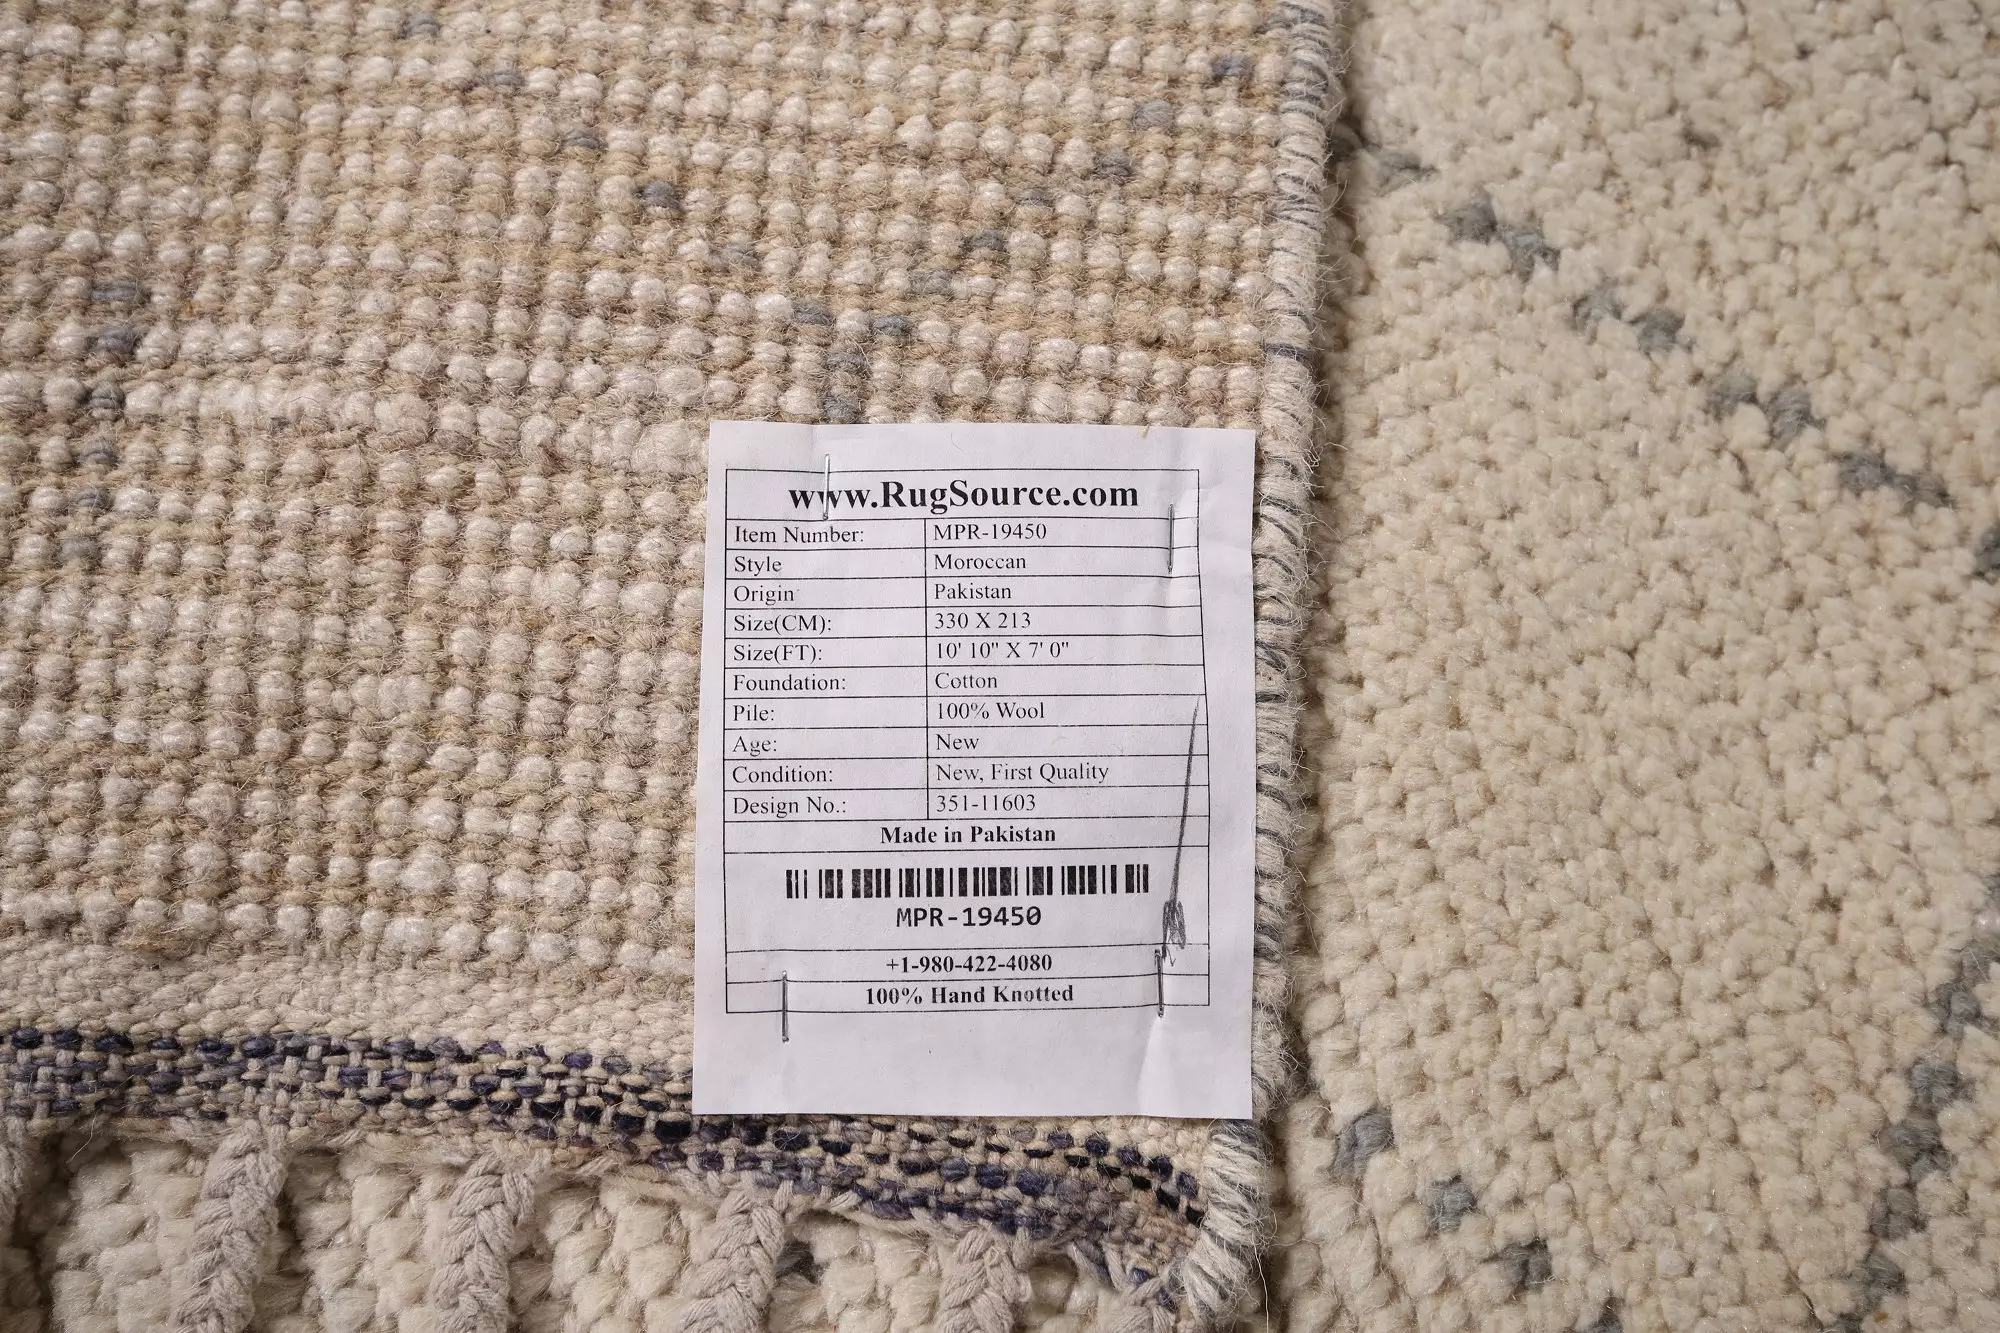 www.RugSource.com
Item Number: MPR-19450
Style Moroccan
Origin Pakistan
Size(CM): 330 X 213
Size(FT): 10' 10" X 7' 0"
Foundation: Cotton
Pile: 100% Wool
Age: New
Condition: New, First Quality
Design No.: 351-11603
Made in Pakistan
MPR-19450
+1-980-422-4080
100% Hand Knotted